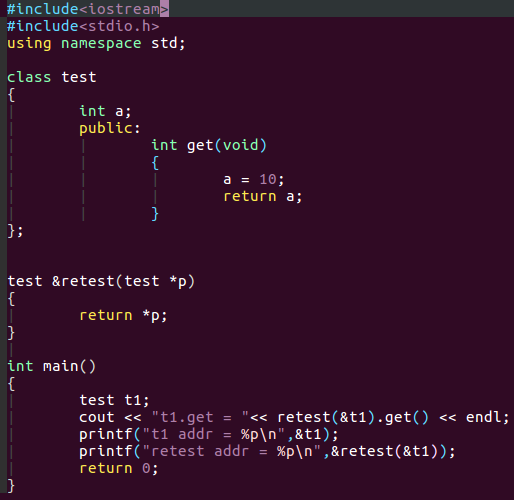 #include<iostream>
#include<stdio.h>
using namespace std;
class test
{
int a;
public:
int get(void)
{
a = 10;
return a;
}
};
test &retest(test *p)
{
return *p;
}
int main()
{
test t1;
cout << "t1.get = "<< retest(&t1).get() << endl;
printf("t1 addr = %p\n",&t1);
printf("retest addr = %p\n",&retest(&t1));
return 0;
}